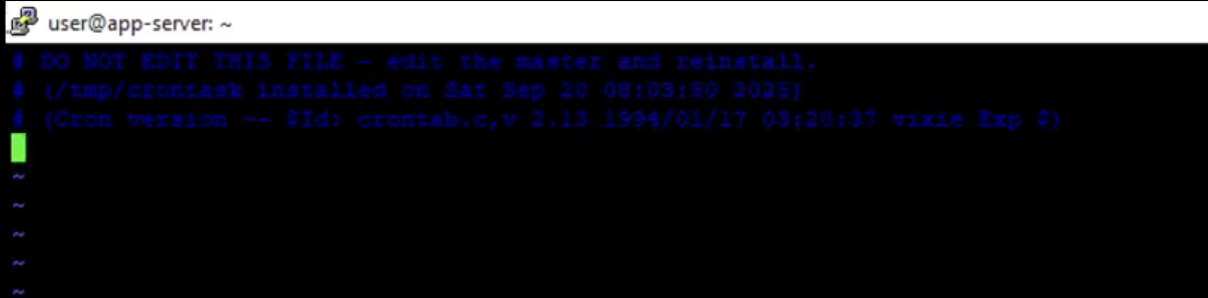 user@app-server: ~
# DO NOT EDIT THIS FILE - edit the master and reinstall.
# (/tmp/crontask installed on Sat Sep 20 08:03:50 2025)
# (Cron version -- $Id: crontab.c,v 2.13 1994/01/17 03:20:37 vixie Exp $)
~
~
~
~
~